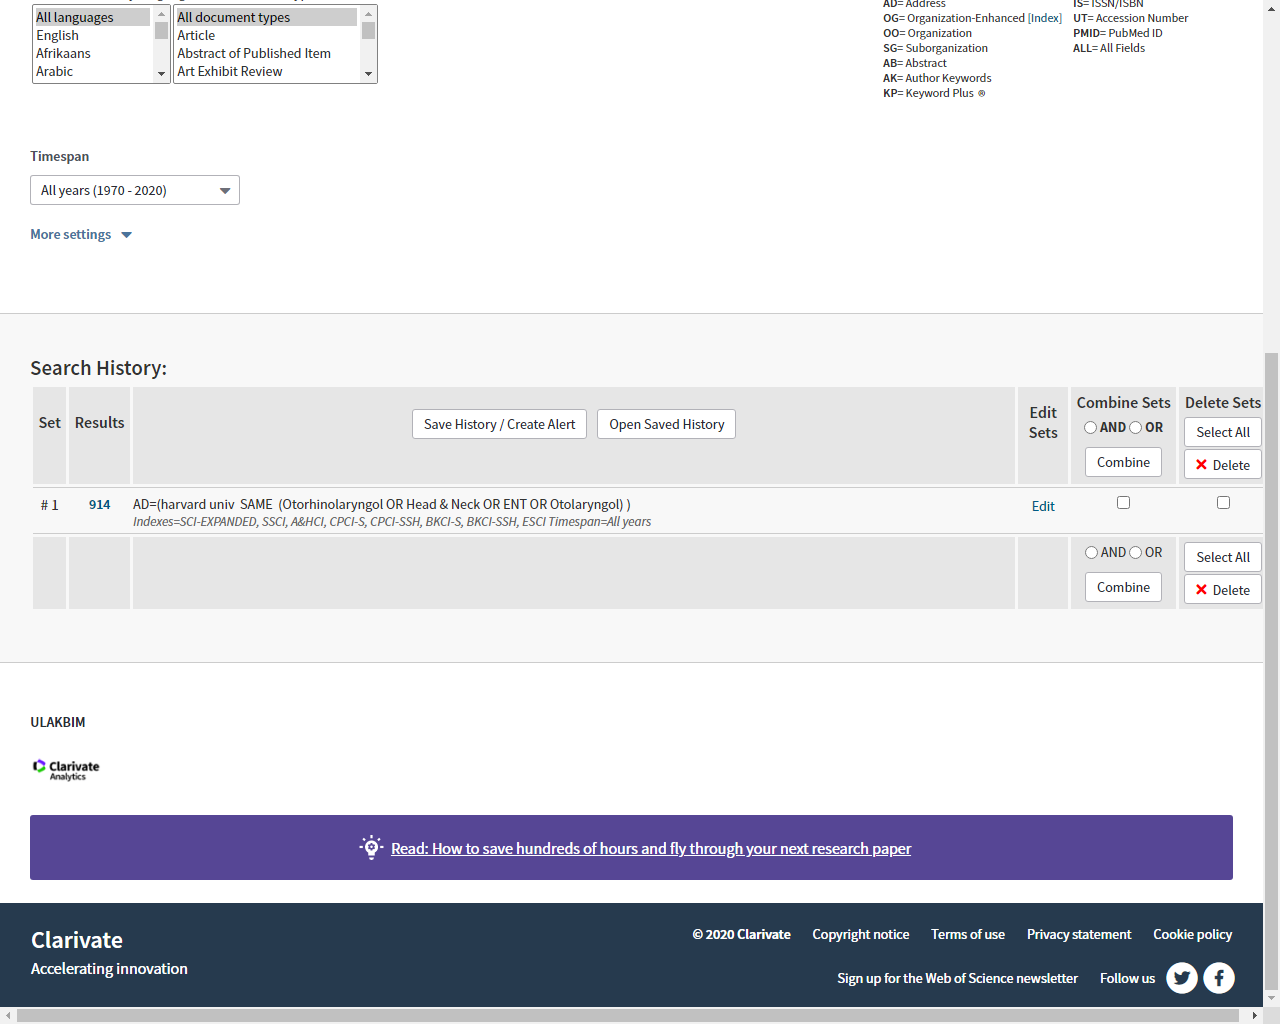 AD= Address
IS= ISSN/ISBN
All languages
English
Afrikaans
Arabic
All document types
Article
Abstract of Published Item
Art Exhibit Review
OG= Organization-Enhanced [Index]
OO= Organization
SG= Suborganization
AB= Abstract
AK= Author Keywords
KP= Keyword Plus ®
UT= Accession Number
PMID= PubMed ID
ALL= All Fields
Timespan
All years (1970 - 2020)
More settings
Search History:
Set
Results
Save History / Create Alert
Open Saved History
Edit Sets
Combine Sets
AND OR
Combine
Delete Sets
Select All
Delete
# 1
914
AD=(harvard univ SAME (Otorhinolaryngol OR Head & Neck OR ENT OR Otolaryngol) )
Indexes=SCI-EXPANDED, SSCI, A&HCI, CPCI-S, CPCI-SSH, BKCI-S, BKCI-SSH, ESCI Timespan=All years
Edit
AND OR
Combine
Select All
Delete
ULAKBIM
Clarivate
Analytics
Read: How to save hundreds of hours and fly through your next research paper
Clarivate
Accelerating innovation
© 2020 Clarivate
Copyright notice
Terms of use
Privacy statement
Cookie policy
Sign up for the Web of Science newsletter
Follow us